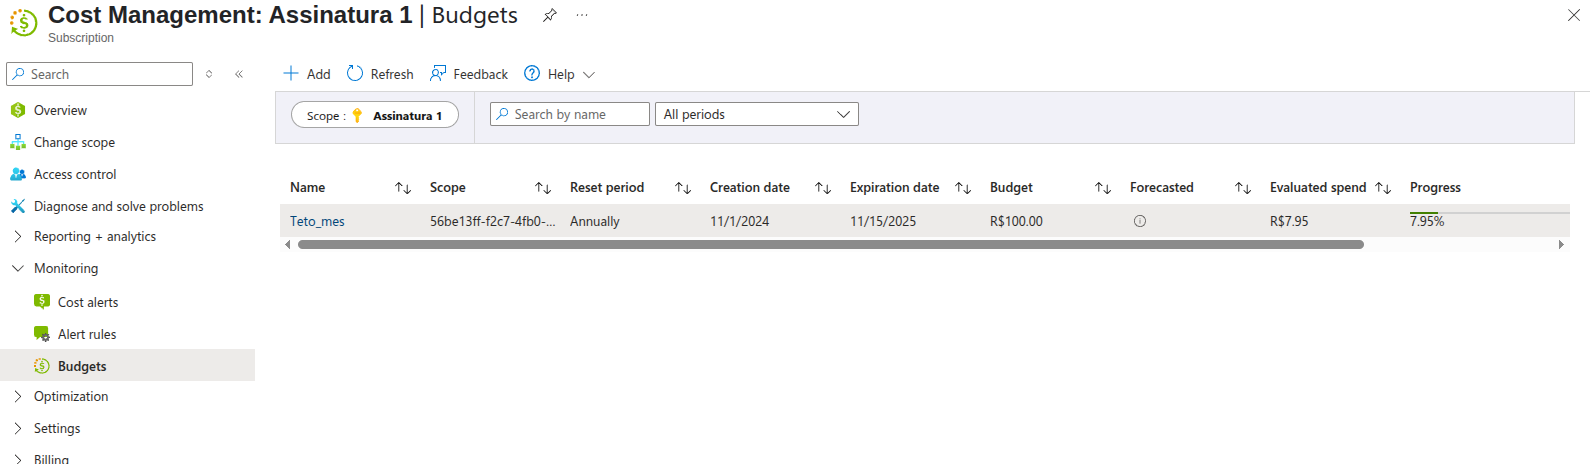 Cost Management: Assinatura 1 | Budgets ...
Subscription
Search
«
Add Refresh Feedback Help
Overview
Change scope
Access control
Diagnose and solve problems
Reporting + analytics
Monitoring
Cost alerts
Alert rules
Budgets
Optimization
Settings
Billing
Scope : Assinatura 1
Search by name
All periods
Name Scope Reset period Creation date Expiration date Budget Forecasted Evaluated spend Progress
Teto_mes 56be13ff-f2c7-4fb0-... Annually 11/1/2024 11/15/2025 R$100.00 R$7.95 7.95%